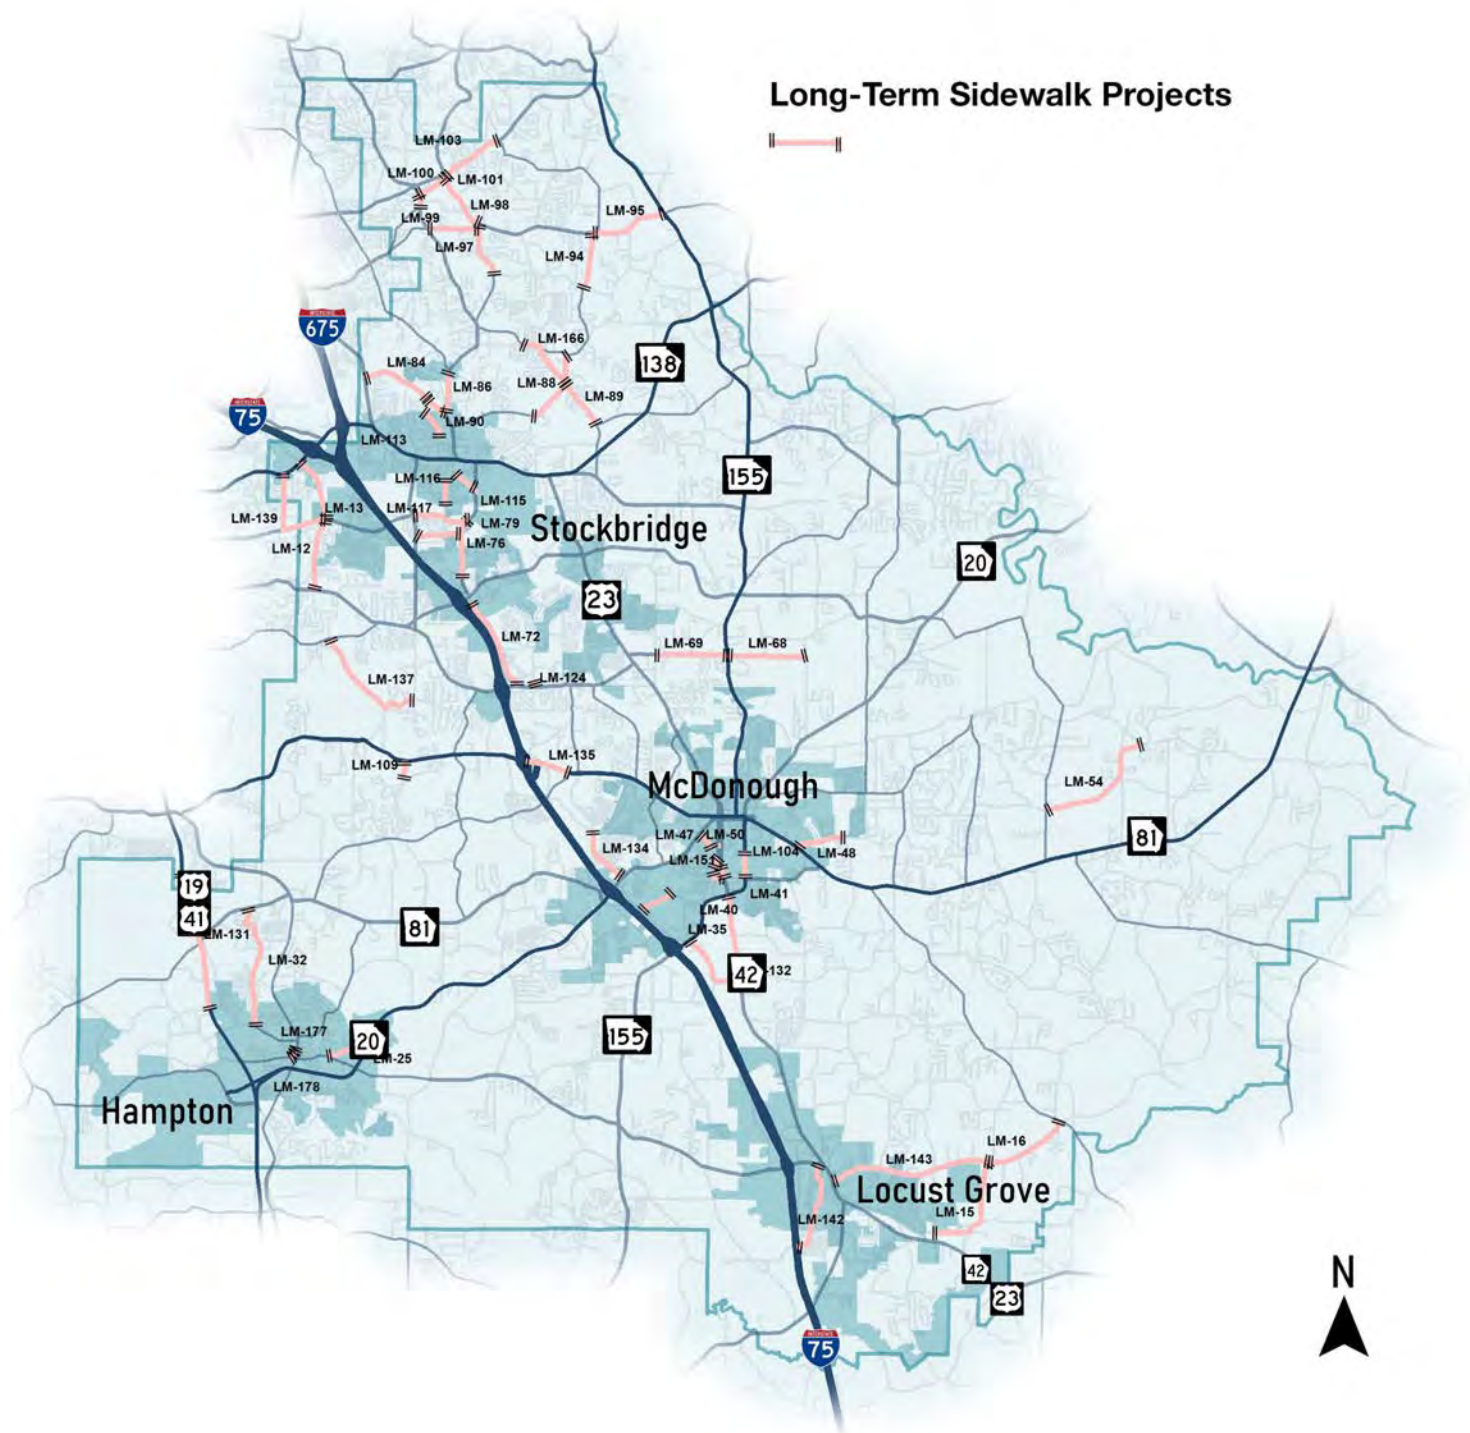 Long-Term Sidewalk Projects
LM-103
LM-100
LM-101
LM-98
LM-99
LM-95
LM-97
LM-94
INTERSTATE
675
LM-166
138
LM-84
LM-86
LM-88
LM-89
INTERSTATE
75
LM-90
LM-113
155
LM-116
LM-115
LM-13
LM-117
LM-139
LM-79
Stockbridge
LM-76
LM-12
20
23
LM-72
LM-69
LM-68
LM-124
LM-137
LM-135
LM-109
LM-54
McDonough
LM-47
LM-50
81
LM-134
LM-151
LM-104
LM-48
19
41
LM-41
LM-40
81
LM-131
LM-35
LM-32
42
-132
LM-177
20
155
LM-25
LM-178
Hampton
LM-16
LM-143
Locust Grove
LM-15
LM-142
42
23
N
INTERSTATE
75